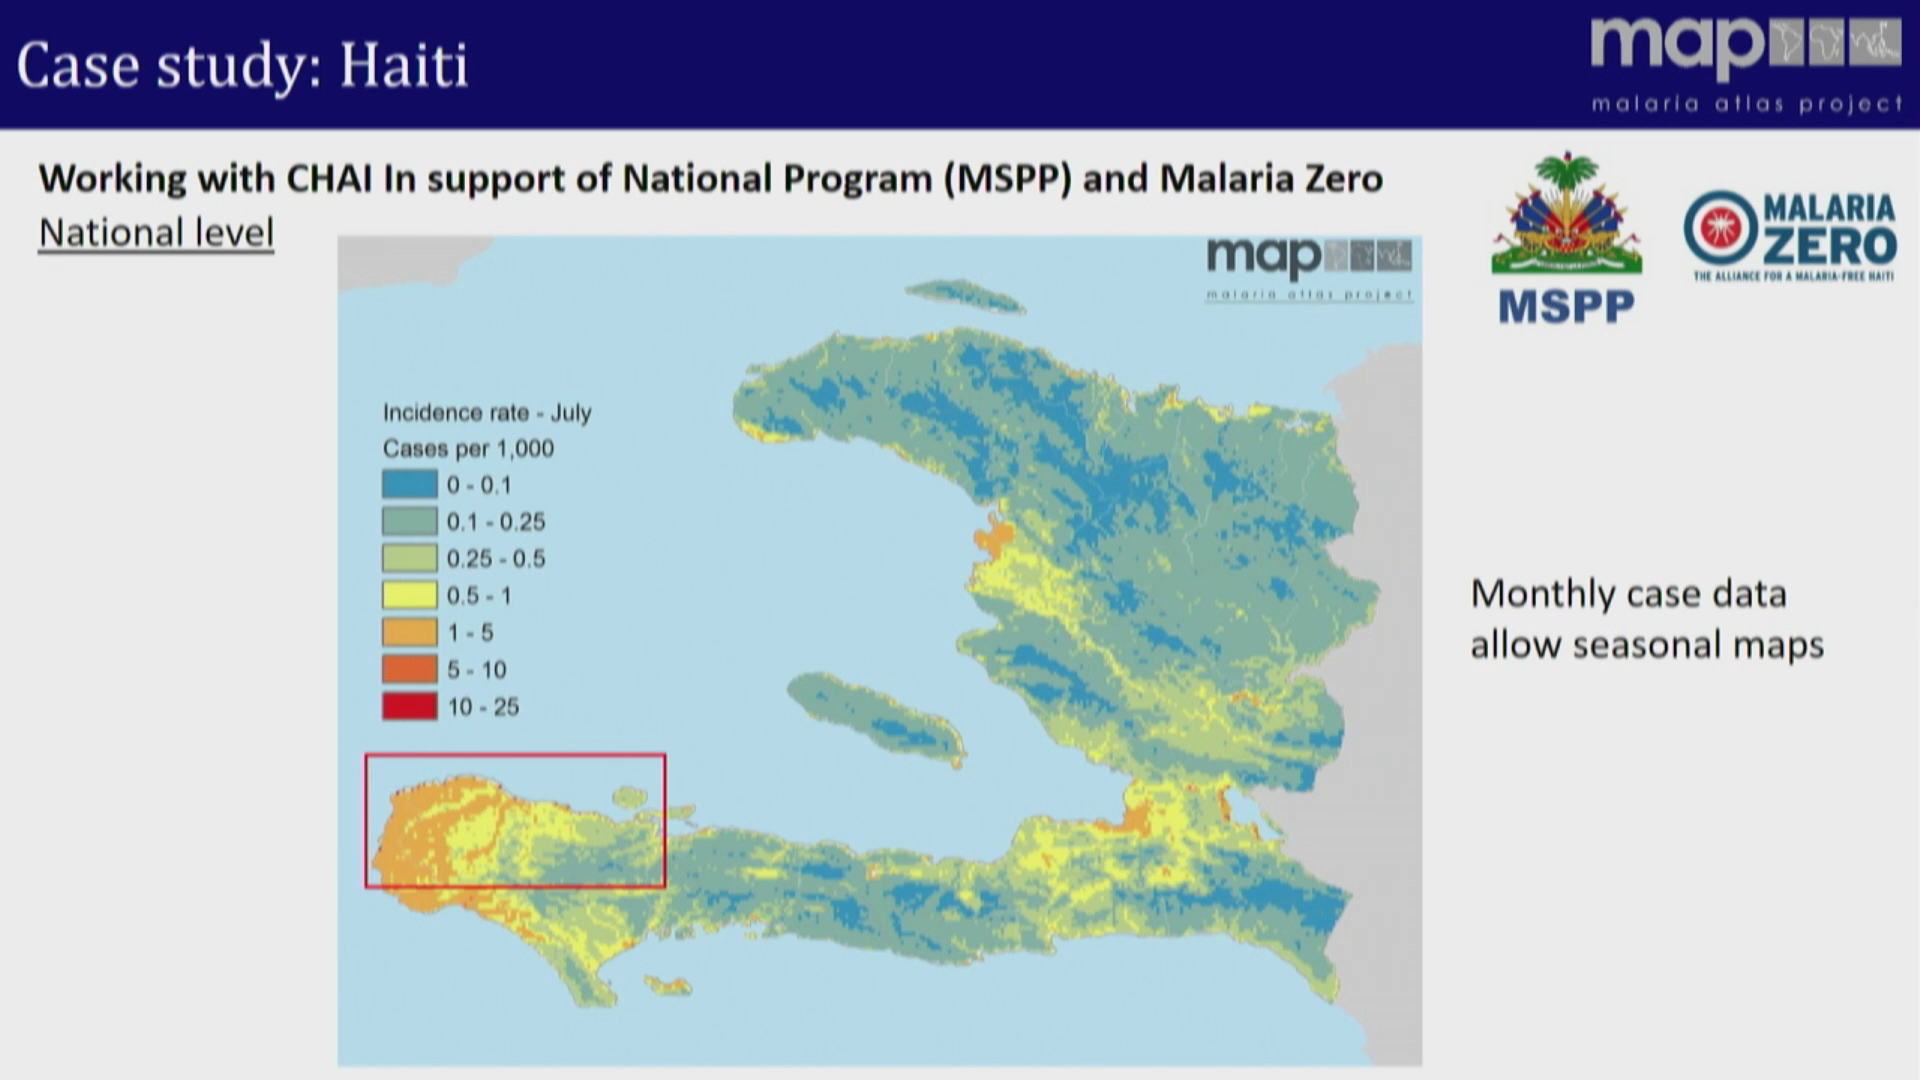 Case study: Haiti
map
malaria atlas project
Working with CHAI In support of National Program (MSPP) and Malaria Zero
National level
MSPP
MALARIA
ZERO
THE ALLIANCE FOR A MALARIA-FREE HAITI
map
malaria atlas project
Incidence rate - July
Cases per 1,000
0 - 0.1
0.1 - 0.25
0.25 - 0.5
0.5 - 1
1 - 5
5 - 10
10 - 25
Monthly case data
allow seasonal maps